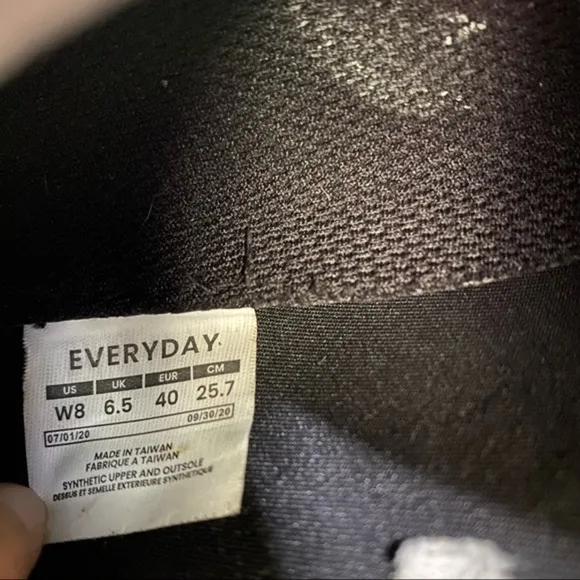 EVERYDAY.
US UK EUR CM
W8 6.5 40 25.7
07/01/20 09/30/20
MADE IN TAIWAN
FABRIQUE A TAIWAN
SYNTHETIC UPPER AND OUTSOLE
DESSUS ET SEMELLE EXTERIEURE SYNTHETIQUE